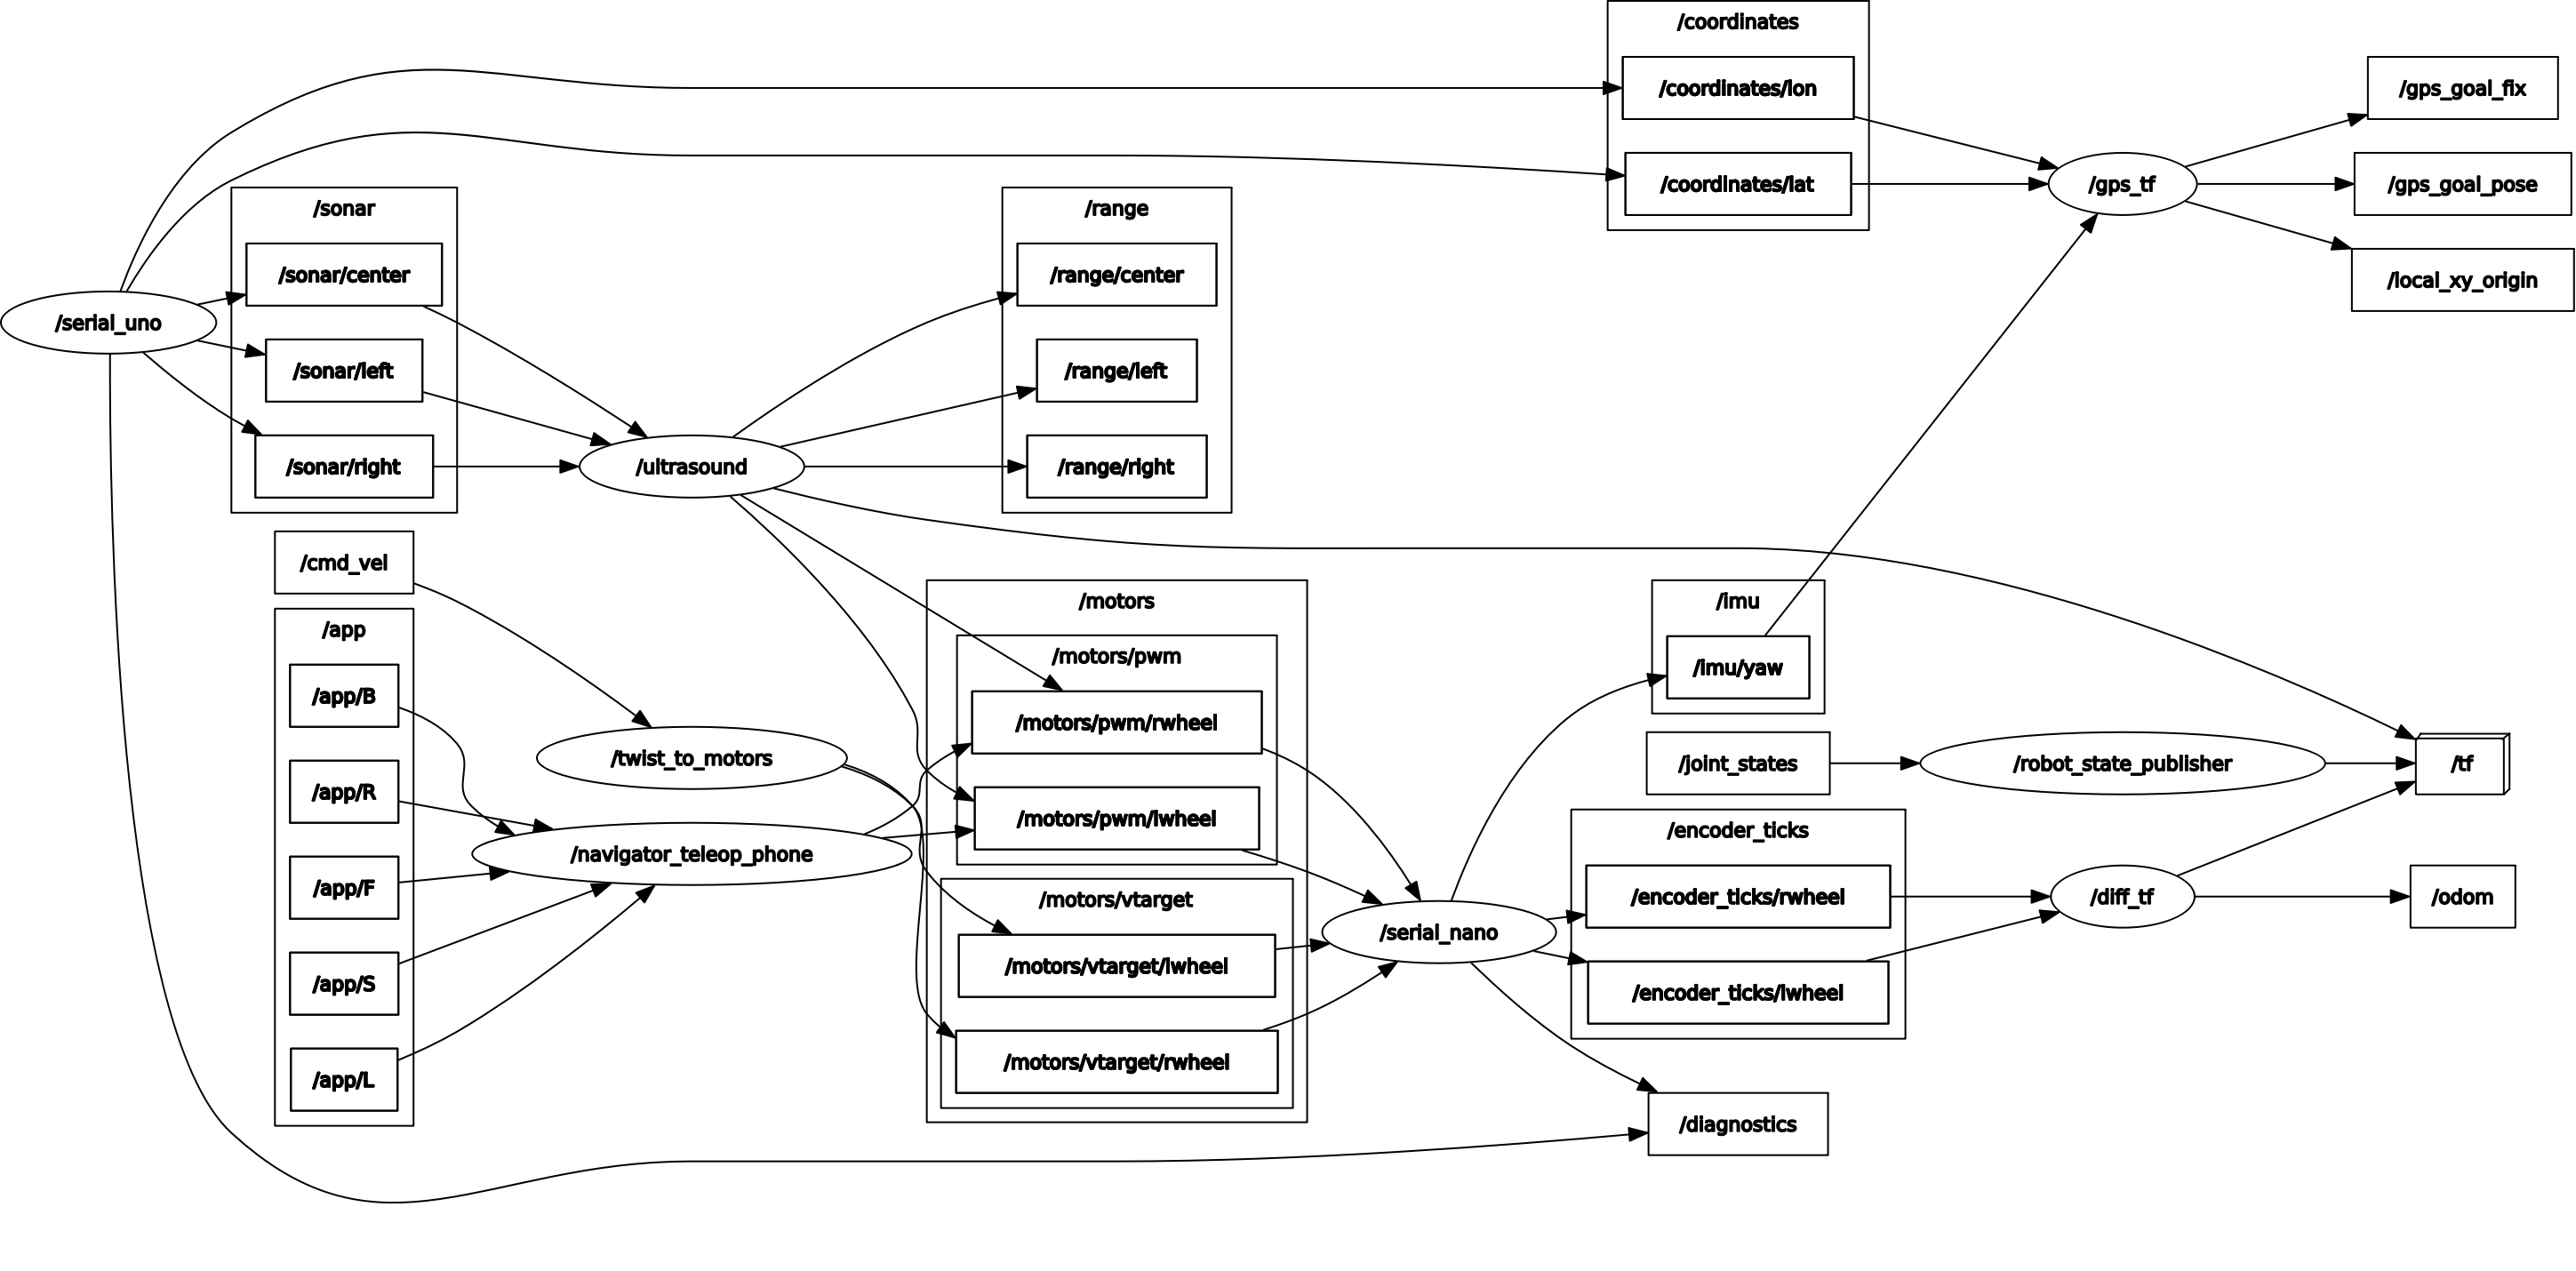 /coordinates
/coordinates/lon
/gps_goal_fix
/coordinates/lat
/gps_tf
/gps_goal_pose
/sonar
/range
/sonar/center
/range/center
/local_xy_origin
/serial_uno
/sonar/left
/range/left
/sonar/right
/ultrasound
/range/right
/cmd_vel
/motors
/imu
/app
/motors/pwm
/imu/yaw
/app/B
/motors/pwm/rwheel
/twist_to_motors
/joint_states
/robot_state_publisher
/tf
/app/R
/motors/pwm/lwheel
/encoder_ticks
/navigator_teleop_phone
/app/F
/motors/vtarget
/encoder_ticks/rwheel
/diff_tf
/odom
/serial_nano
/motors/vtarget/lwheel
/app/S
/encoder_ticks/lwheel
/motors/vtarget/rwheel
/app/L
/diagnostics